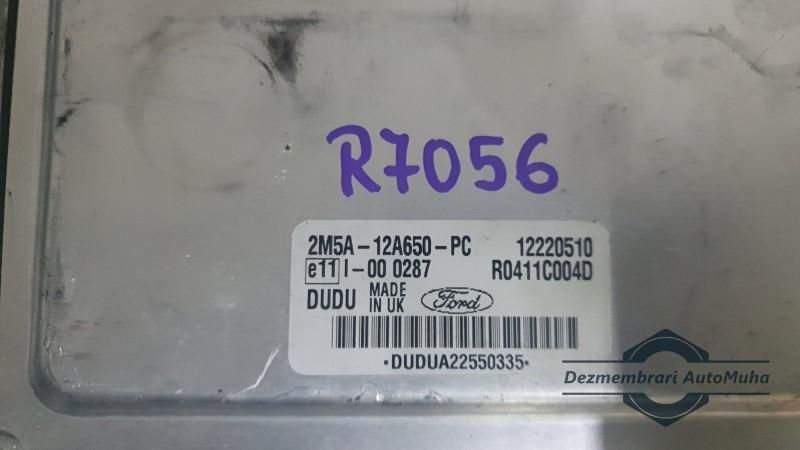 R7056
2M5A-12A650-PC 12220510
e11 I-00 0287 R0411C004D
DUDU MADE IN UK Ford
·DUDUA22550335·
Dezmembrari AutoMuha